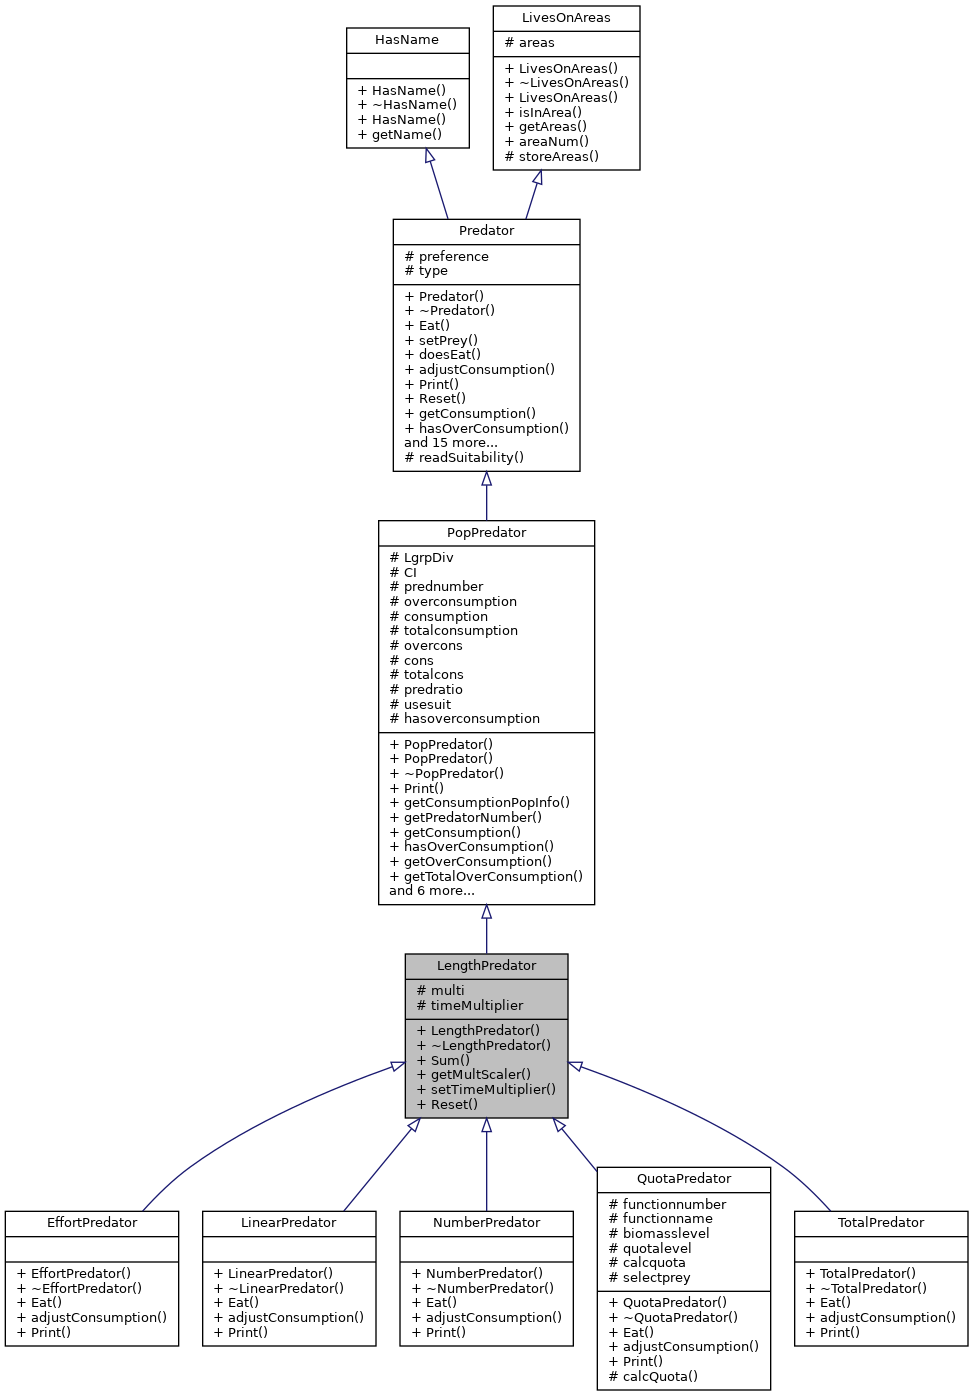 HasName
+ HasName()
+ ~HasName()
+ HasName()
+ getName()
LivesOnAreas
# areas
+ LivesOnAreas()
+ ~LivesOnAreas()
+ LivesOnAreas()
+ isInArea()
+ getAreas()
+ areaNum()
# storeAreas()
Predator
# preference
# type
+ Predator()
+ ~Predator()
+ Eat()
+ setPrey()
+ doesEat()
+ adjustConsumption()
+ Print()
+ Reset()
+ getConsumption()
+ hasOverConsumption()
and 15 more...
# readSuitability()
PopPredator
# LgrpDiv
# CI
# prednumber
# overconsumption
# consumption
# totalconsumption
# overcons
# cons
# totalcons
# predratio
# usesuit
# hasoverconsumption
+ PopPredator()
+ PopPredator()
+ ~PopPredator()
+ Print()
+ getConsumptionPopInfo()
+ getPredatorNumber()
+ getConsumption()
+ hasOverConsumption()
+ getOverConsumption()
+ getTotalOverConsumption()
and 6 more...
LengthPredator
# multi
# timeMultiplier
+ LengthPredator()
+ ~LengthPredator()
+ Sum()
+ getMultScaler()
+ setTimeMultiplier()
+ Reset()
EffortPredator
+ EffortPredator()
+ ~EffortPredator()
+ Eat()
+ adjustConsumption()
+ Print()
LinearPredator
+ LinearPredator()
+ ~LinearPredator()
+ Eat()
+ adjustConsumption()
+ Print()
NumberPredator
+ NumberPredator()
+ ~NumberPredator()
+ Eat()
+ adjustConsumption()
+ Print()
QuotaPredator
# functionnumber
# functionname
# biomasslevel
# quotalevel
# calcquota
# selectprey
+ QuotaPredator()
+ ~QuotaPredator()
+ Eat()
+ adjustConsumption()
+ Print()
# calcQuota()
TotalPredator
+ TotalPredator()
+ ~TotalPredator()
+ Eat()
+ adjustConsumption()
+ Print()